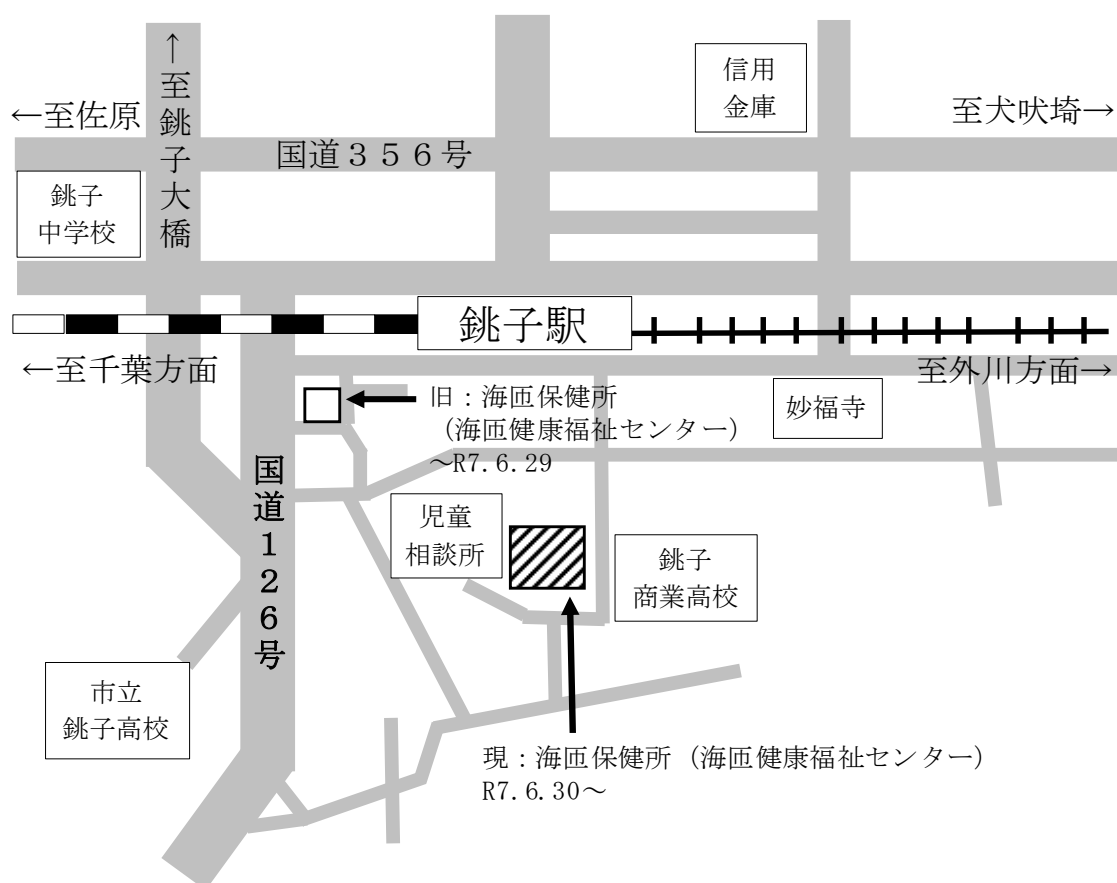 ↑至銚子大橋
信用
金庫
←至佐原
至犬吠埼→
国道３５６号
銚子
中学校
銚子駅
←至千葉方面
至外川方面→
旧：海匝保健所
（海匝健康福祉センター）
～R7.6.29
妙福寺
国道１２６号
児童
相談所
銚子
商業高校
市立
銚子高校
現：海匝保健所（海匝健康福祉センター）
R7.6.30～